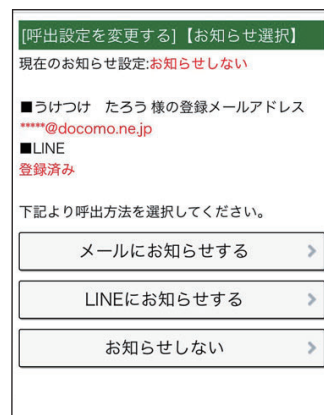 [呼出設定を変更する]【お知らせ選択】
現在のお知らせ設定:お知らせしない
■うけつけ　たろう 様の登録メールアドレス
*****@docomo.ne.jp
■LINE
登録済み
下記より呼出方法を選択してください。
メールにお知らせする
LINEにお知らせする
お知らせしない